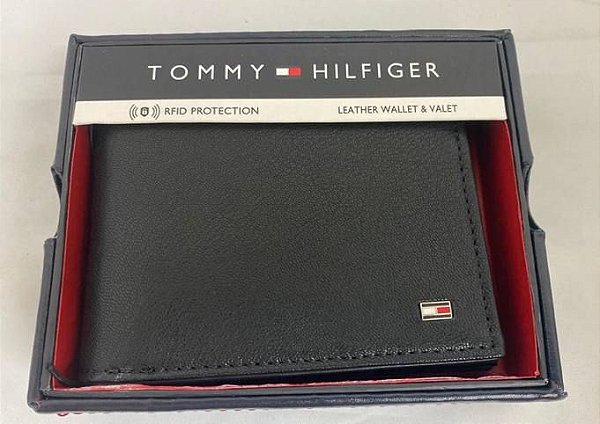 TOMMY HILFIGER
RFID PROTECTION LEATHER WALLET & VALET